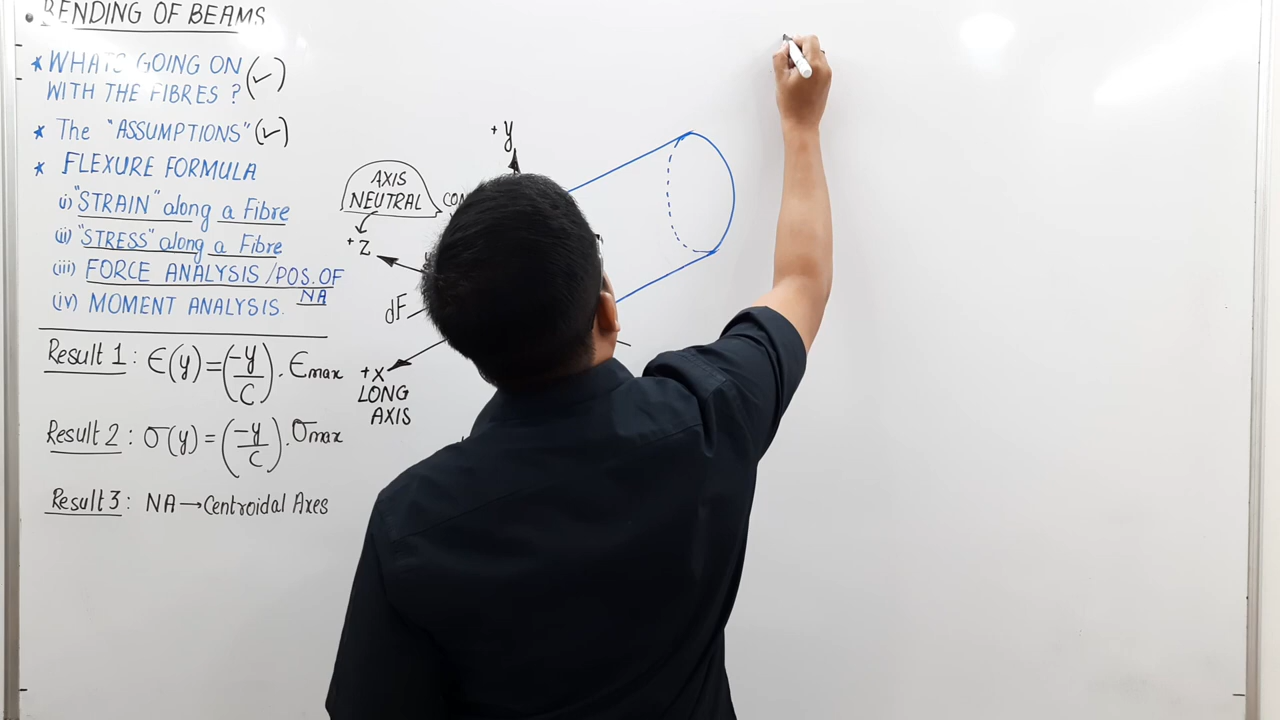 • BENDING OF BEAMS
* WHATS GOING ON
WITH THE FIBRES ? (✓)
* The "ASSUMPTIONS" (✓)
* FLEXURE FORMULA
i) "STRAIN" along a Fibre
(ii) "STRESS" along a Fibre
(iii) FORCE ANALYSIS / POS. OF
NA
(iv) MOMENT ANALYSIS.
Result 1 : ϵ(y) = (-y/C) . ϵmax
Result 2 : σ(y) = (-y/C) . σmax
Result 3 : NA → Centroidal Axes
+ y
AXIS
NEUTRAL
+ Z
dF
+X
LONG
AXIS